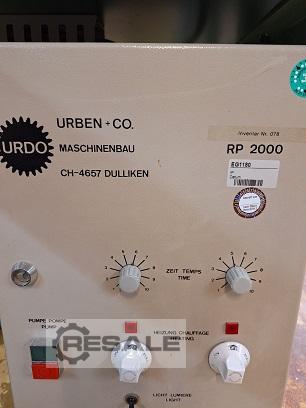 URBEN + CO.
URDO
MASCHINENBAU
CH-4657 DULLIKEN
Inventar Nr. 078
RP 2000
EG1180
ZEIT TEMPS
TIME
PUMPE POMPE
PUMP
HEIZUNG CHAUFFAGE
HEATING
RESALE
LICHT LUMIERE
LIGHT